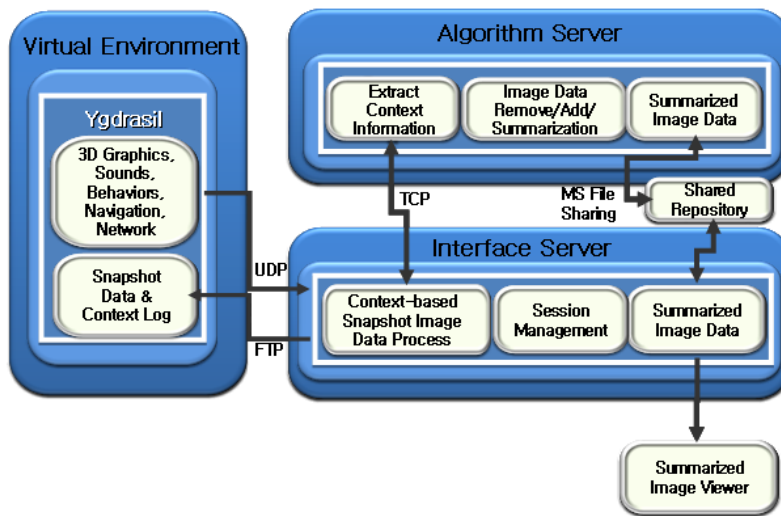 Virtual Environment
Ygdrasil
3D Graphics,
Sounds,
Behaviors,
Navigation,
Network
Snapshot
Data &
Context Log
UDP
FTP
Algorithm Server
Extract
Context
Information
Image Data
Remove/Add/
Summarization
Summarized
Image Data
TCP
MS File
Sharing
Shared
Repository
Interface Server
Context-based
Snapshot Image
Data Process
Session
Management
Summarized
Image Data
Summarized
Image Viewer